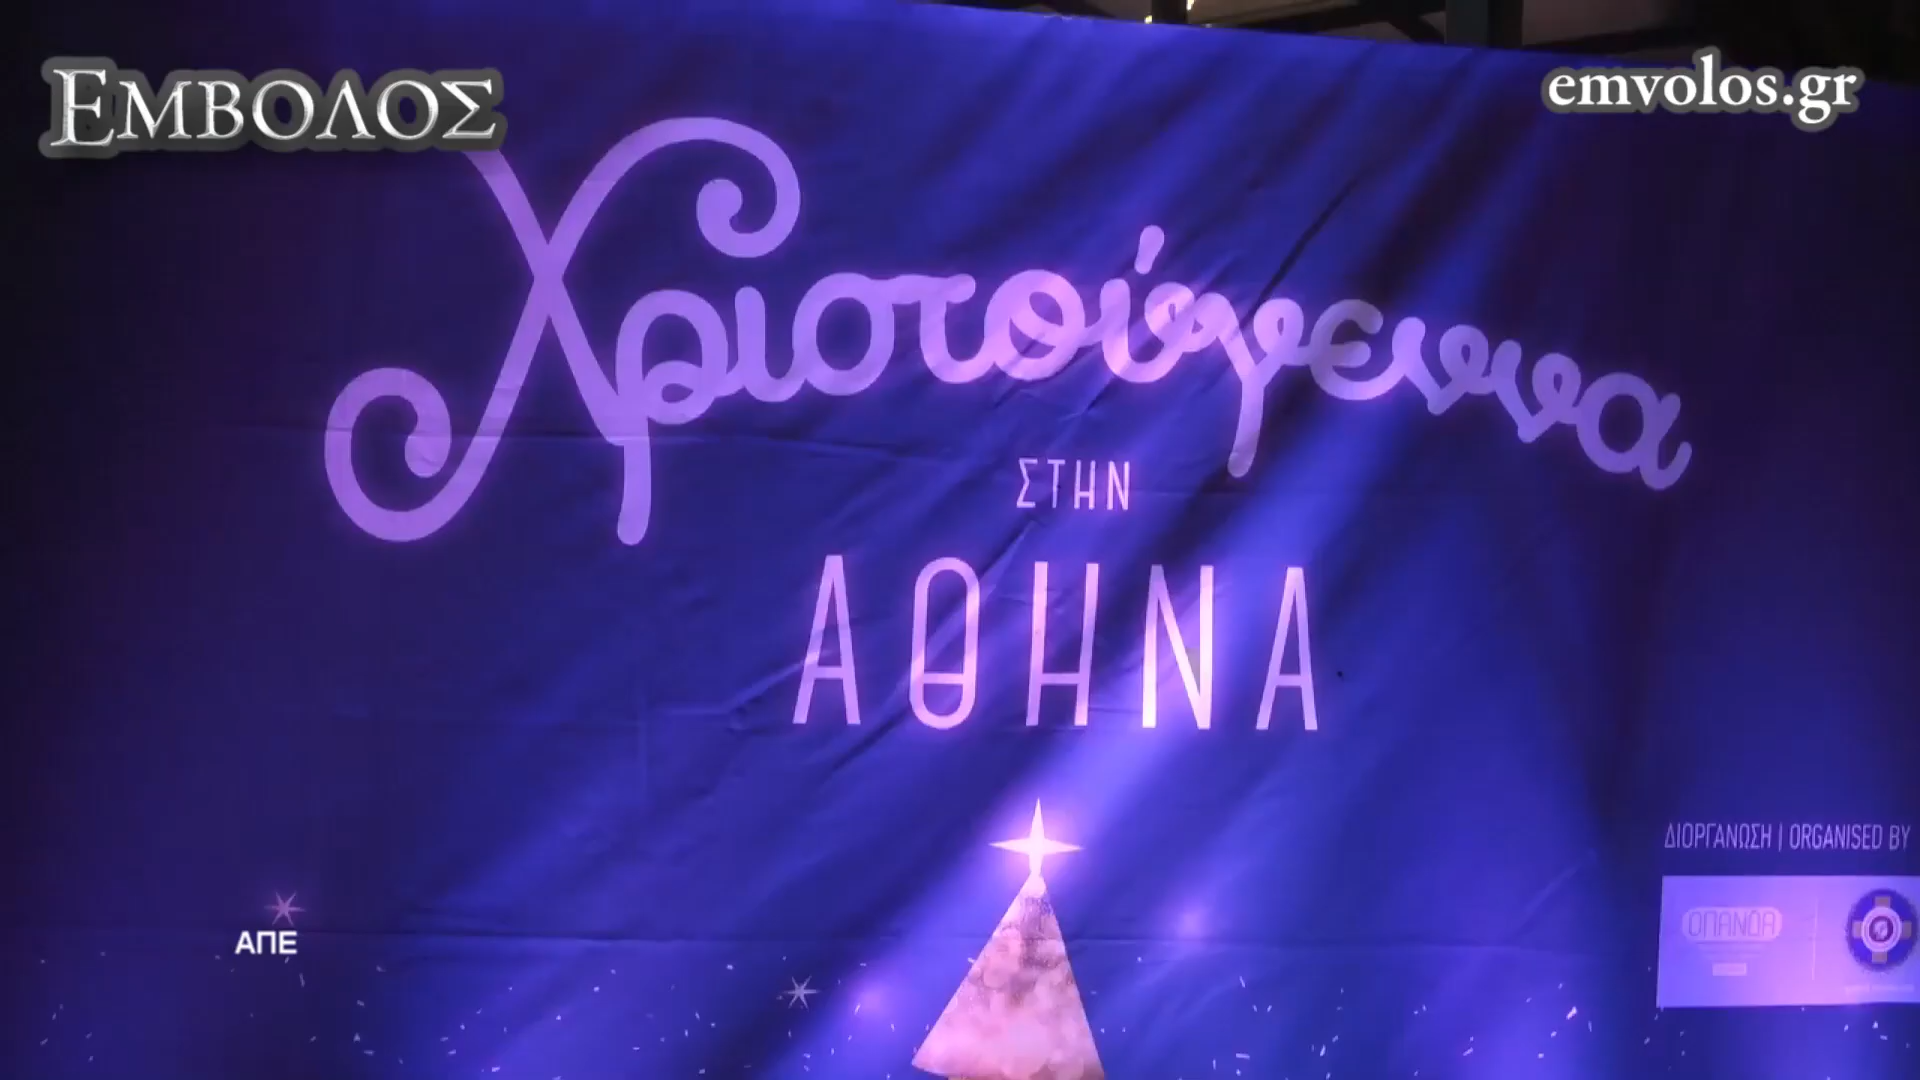 ΕΜΒΟΛΟΣ
emvolos.gr
Χριστούγεννα
ΣΤΗΝ
ΑΘΗΝΑ
ΔΙΟΡΓΑΝΩΣΗ | ORGANISED BY
ΟΠΑΝΔΑ
ΑΠΕ